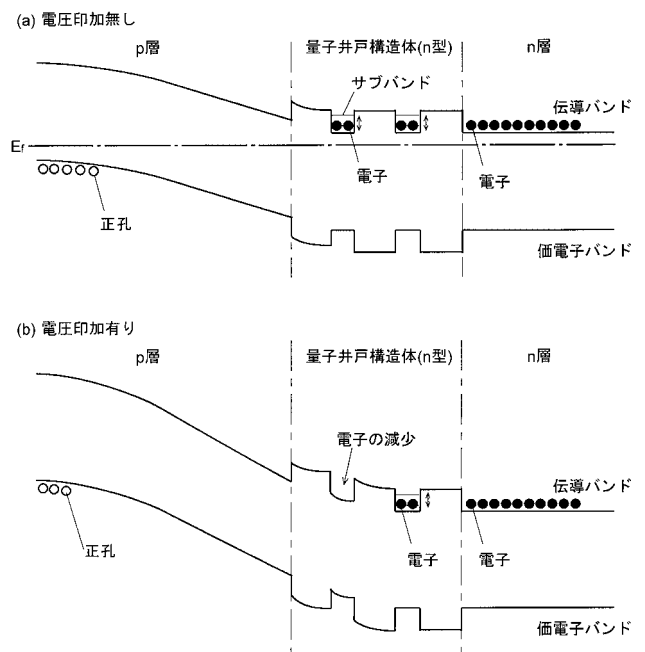 (a) 電圧印加無し
p層
量子井戸構造体(n型)
n層
サブバンド
伝導バンド
Ef
電子
電子
正孔
価電子バンド
(b) 電圧印加有り
p層
量子井戸構造体(n型)
n層
電子の減少
伝導バンド
電子
電子
正孔
価電子バンド